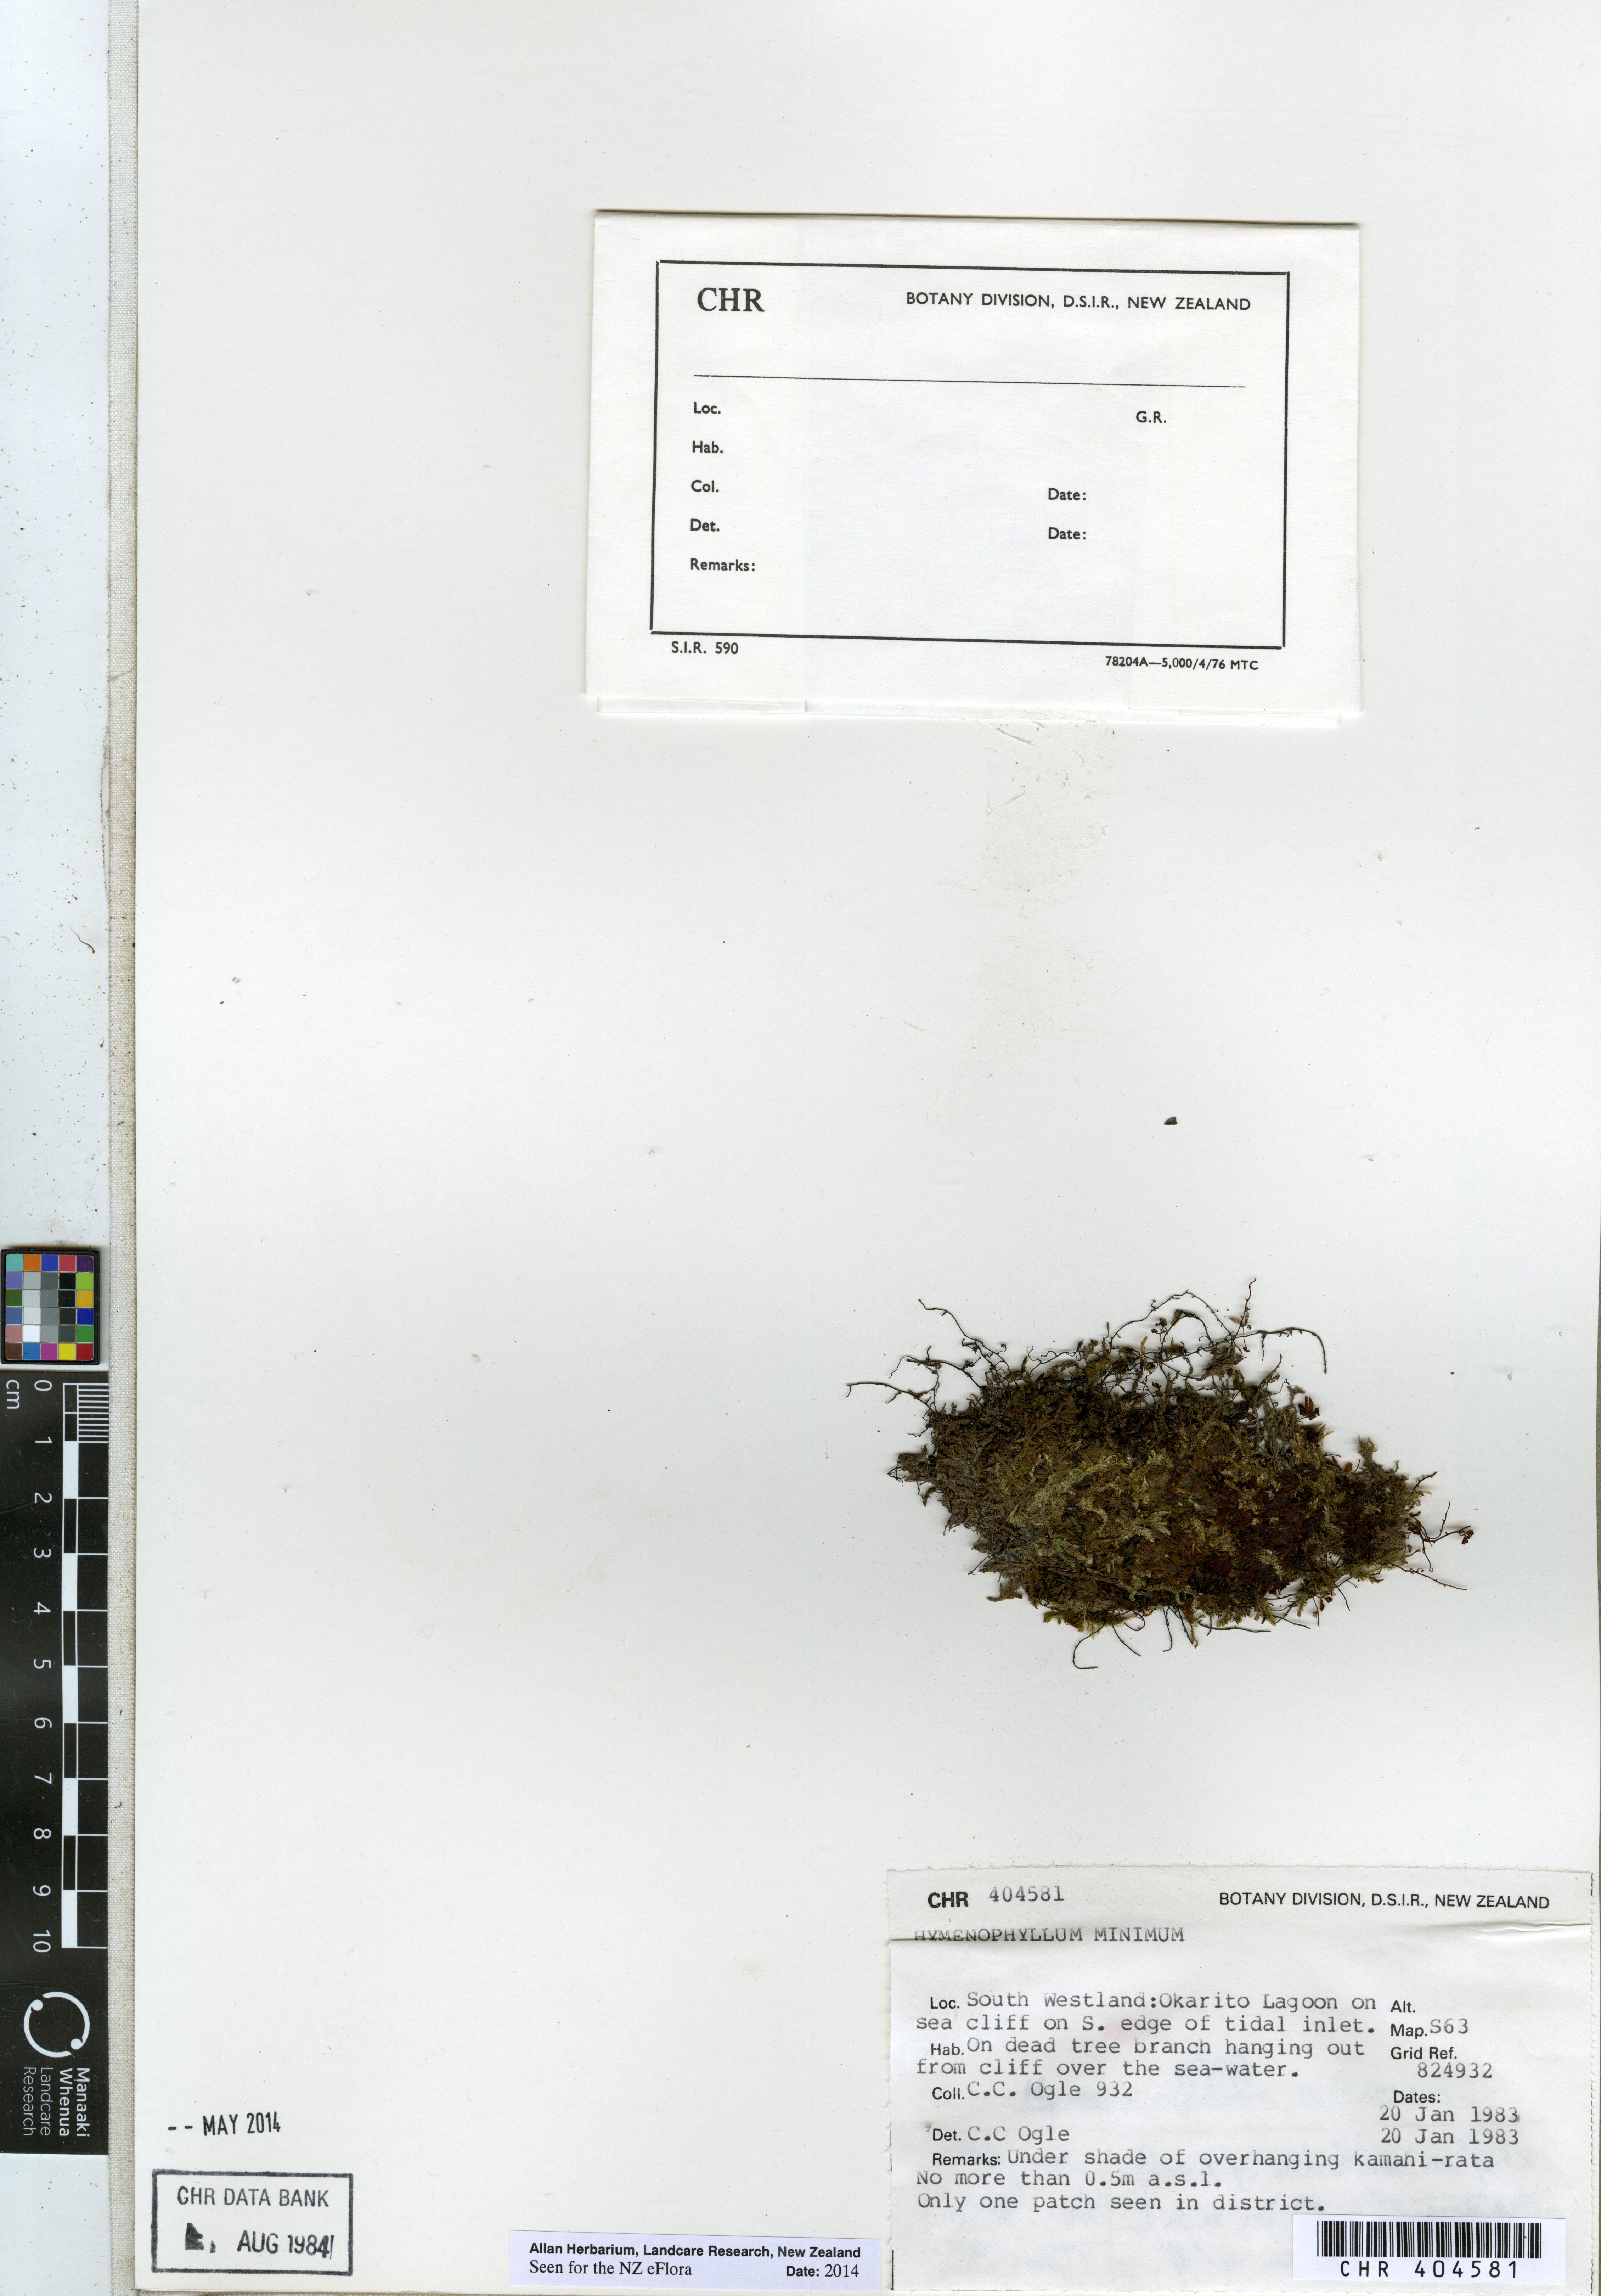 CHR BOTANY DIVISION, D.S.I.R., NEW ZEALAND
Loc. G.R.
Hab.
Col. Date:
Det. Date:
Remarks:
S.I.R. 590 78204A—5,000/4/76 MTC
cm 0 1 2 3 4 5 6 7 8 9 10
Manaaki
Whenua
Landcare
Research
CHR 404581 BOTANY DIVISION, D.S.I.R., NEW ZEALAND
HYMENOPHYLLUM MINIMUM
Loc. South Westland:Okarito Lagoon on Alt.
sea cliff on S. edge of tidal inlet. Map. S63
Hab. On dead tree branch hanging out Grid Ref.
from cliff over the sea-water. 824932
Coll. C.C. Ogle 932 Dates:
20 Jan 1983
Det. C.C Ogle 20 Jan 1983
Remarks: Under shade of overhanging kamahi-rata
No more than 0.5m a.s.l.
Only one patch seen in district.
CHR 404581
-- MAY 2014
CHR DATA BANK
AUG 1984
Allan Herbarium, Landcare Research, New Zealand
Seen for the NZ eFlora Date: 2014